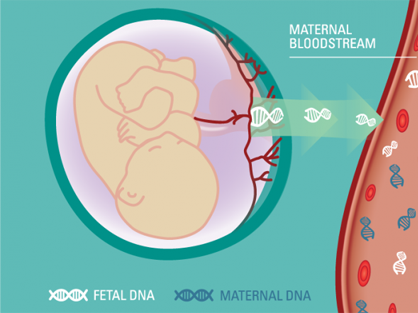 MATERNAL
BLOODSTREAM
FETAL DNA
MATERNAL DNA